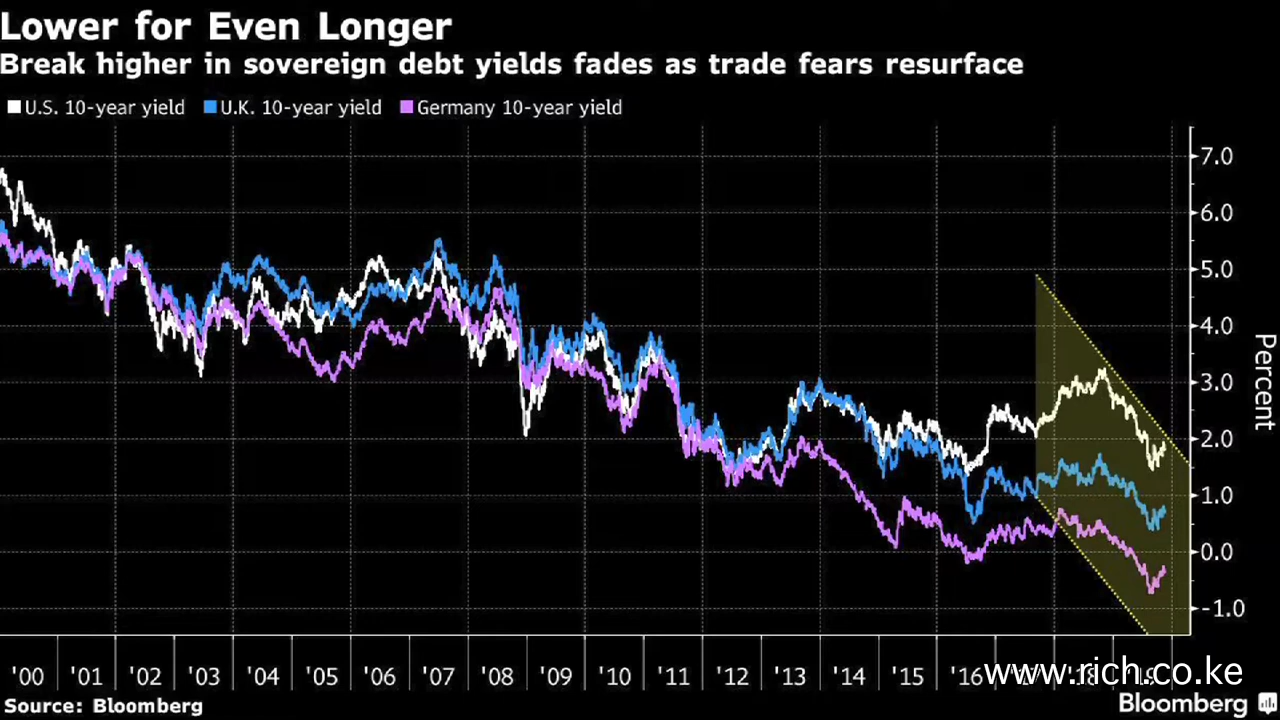 Lower for Even Longer
Break higher in sovereign debt yields fades as trade fears resurface
U.S. 10-year yield U.K. 10-year yield Germany 10-year yield
7.0
6.0
5.0
4.0
3.0
2.0
1.0
0.0
-1.0
Percent
'00 '01 '02 '03 '04 '05 '06 '07 '08 '09 '10 '11 '12 '13 '14 '15 '16
www.rich.co.ke
Source: Bloomberg
Bloomberg